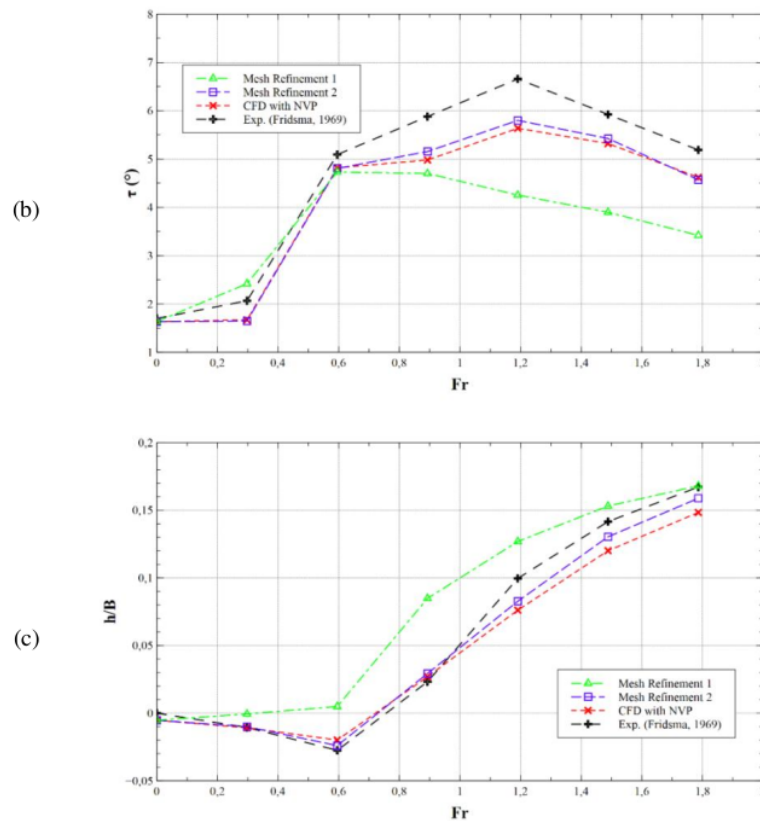 (b)
τ (°)
8
7
6
5
4
3
2
1
Mesh Refinement 1
Mesh Refinement 2
CFD with NVP
Exp. (Fridsma, 1969)
0
0,2
0,4
0,6
0,8
1
1,2
1,4
1,6
1,8
Fr
(c)
h/B
0,2
0,15
0,1
0,05
0
−0,05
Mesh Refinement 1
Mesh Refinement 2
CFD with NVP
Exp. (Fridsma, 1969)
0
0,2
0,4
0,6
0,8
1
1,2
1,4
1,6
1,8
Fr